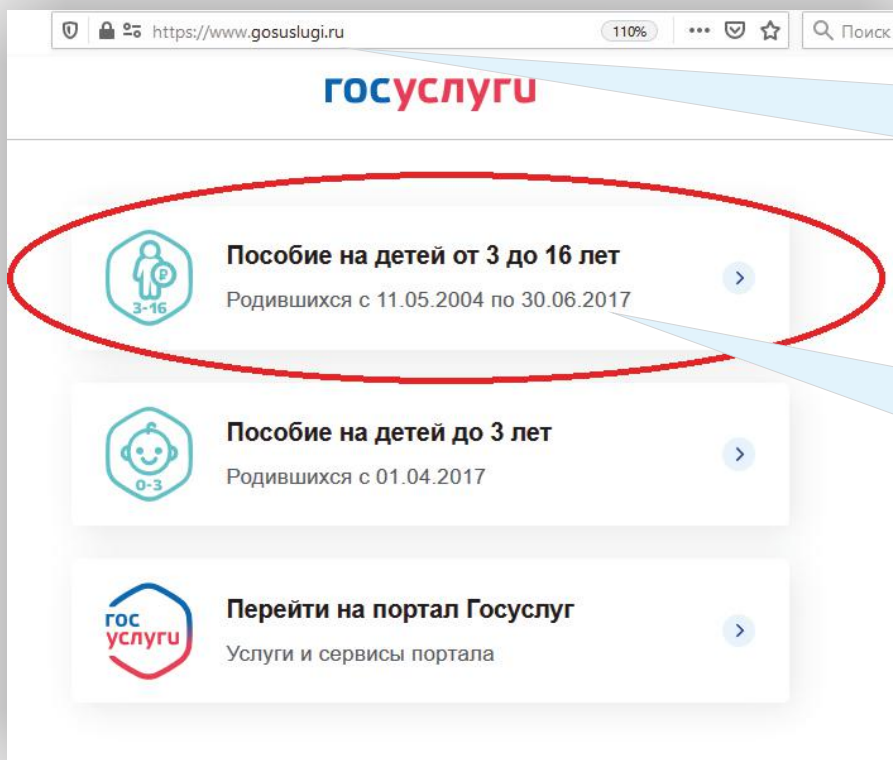 https://www.gosuslugi.ru 110% ••• Поиск
госуслуги
3-16
Пособие на детей от 3 до 16 лет
Родившихся с 11.05.2004 по 30.06.2017
0-3
Пособие на детей до 3 лет
Родившихся с 01.04.2017
гос
услуги
Перейти на портал Госуслуг
Услуги и сервисы портала